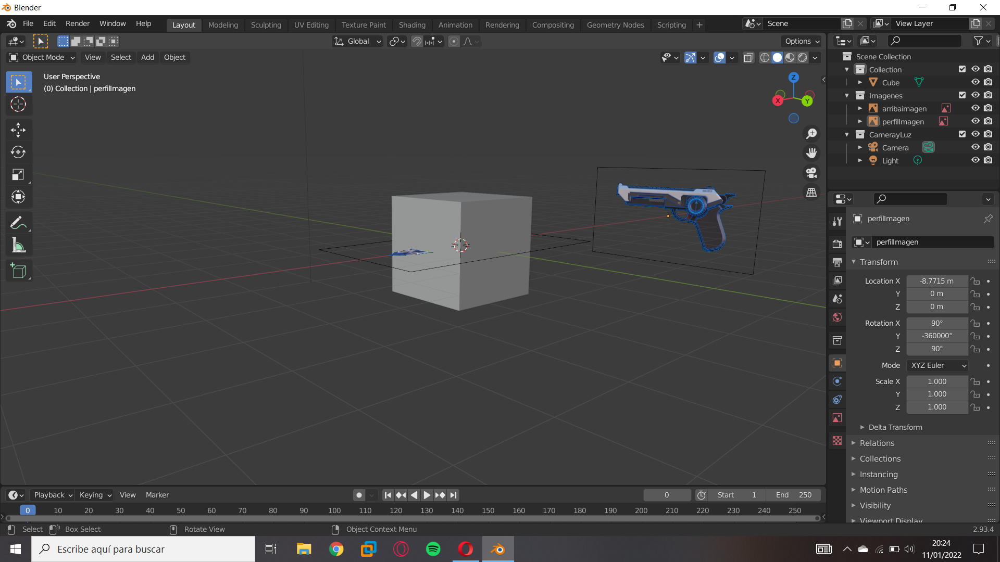 Blender
File Edit Render Window Help Layout Modeling Sculpting UV Editing Texture Paint Shading Animation Rendering Compositing Geometry Nodes Scripting + Scene View Layer
Global Options
Object Mode View Select Add Object
User Perspective
(0) Collection | perfilImagen
Z
X
Y
Scene Collection
Collection
Cube
Imagenes
arribaimagen
perfilImagen
CamerayLuz
Camera
Light
perfilImagen
perfilImagen
Transform
Location X -8.7715 m
Y 0 m
Z 0 m
Rotation X 90°
Y -360000°
Z 90°
Mode XYZ Euler
Scale X 1.000
Y 1.000
Z 1.000
Delta Transform
Relations
Collections
Instancing
Motion Paths
Visibility
Viewport Display
Playback Keying View Marker 0 Start 1 End 250
0 10 20 30 40 50 60 70 80 90 100 110 120 130 140 150 160 170 180 190 200 210 220 230 240 250
Select Box Select Rotate View Object Context Menu 2.93.4
Escribe aquí para buscar
20:24
11/01/2022